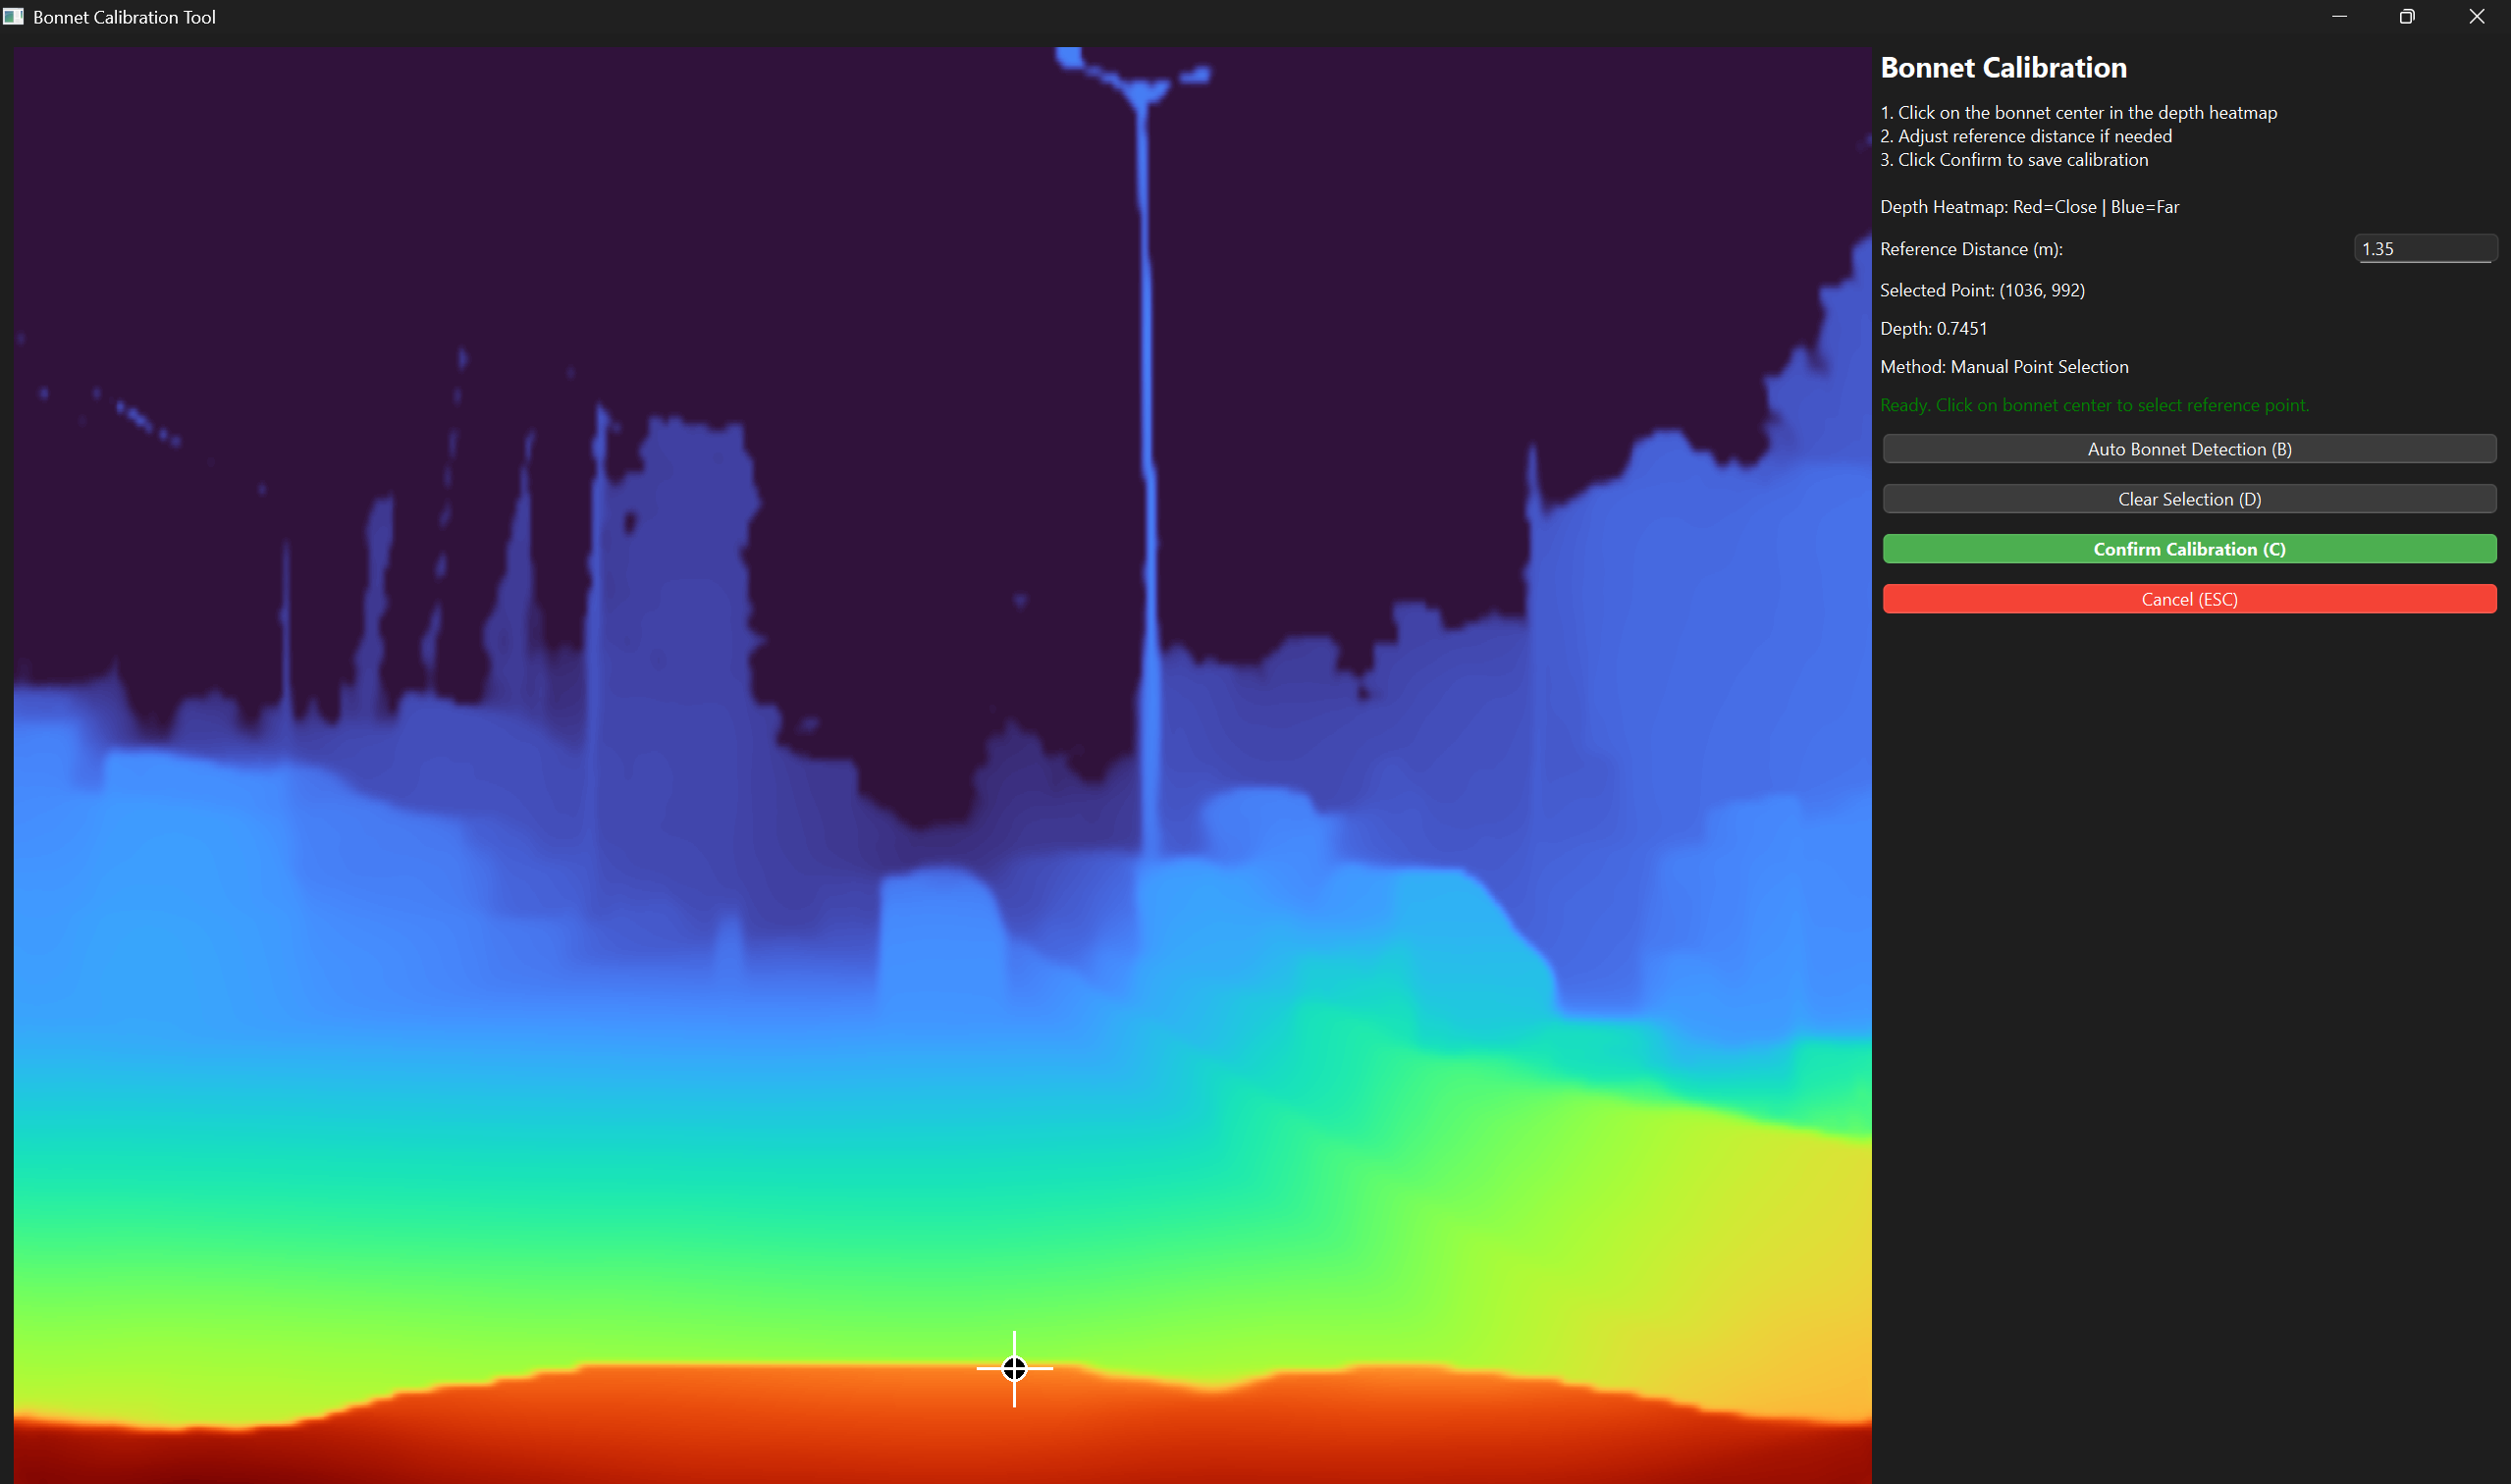 Bonnet Calibration Tool
Bonnet Calibration
1. Click on the bonnet center in the depth heatmap
2. Adjust reference distance if needed
3. Click Confirm to save calibration
Depth Heatmap: Red=Close | Blue=Far
Reference Distance (m): 1.35
Selected Point: (1036, 992)
Depth: 0.7451
Method: Manual Point Selection
Ready. Click on bonnet center to select reference point.
Auto Bonnet Detection (B)
Clear Selection (D)
Confirm Calibration (C)
Cancel (ESC)